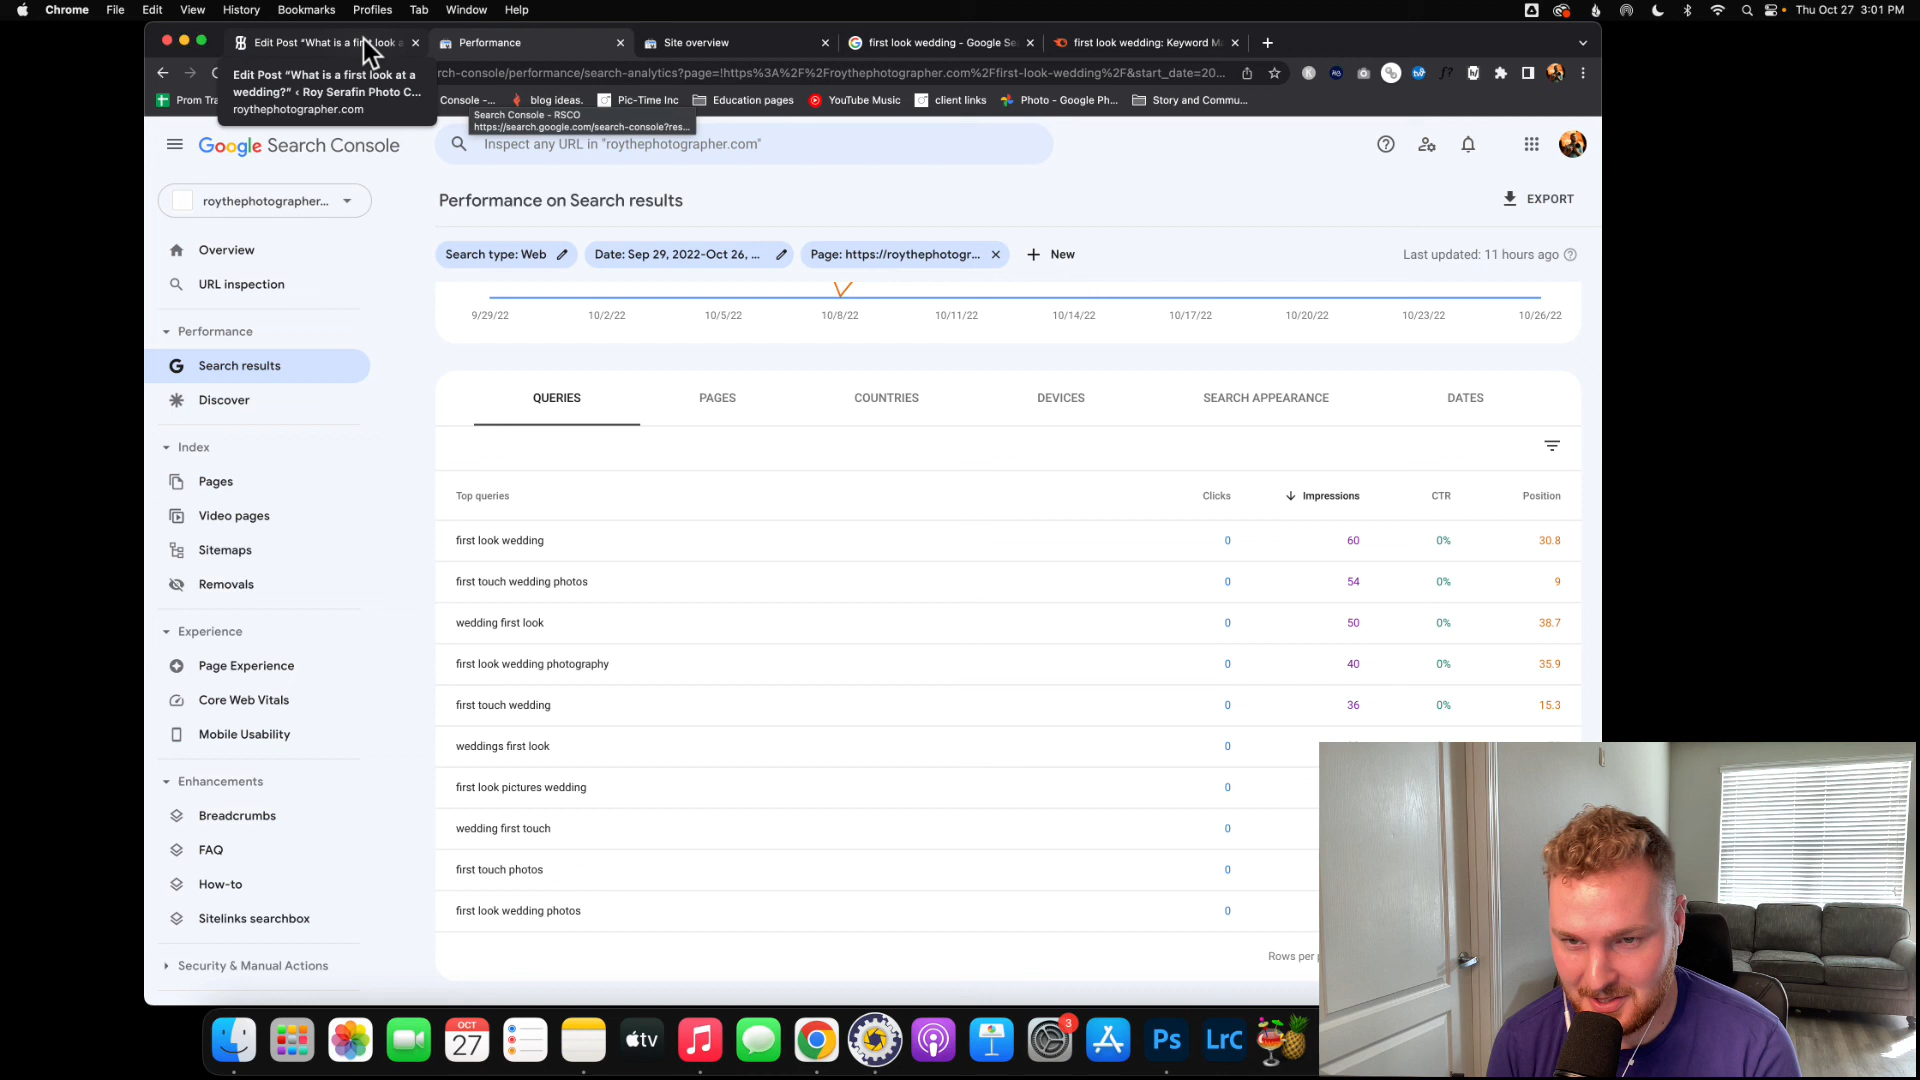 Chrome File Edit View History Bookmarks Profiles Tab Window Help
Thu Oct 27 3:01 PM
Edit Post “What is a first look a
Performance
Site overview
first look wedding - Google Se
first look wedding: Keyword Ma
rch-console/performance/search-analytics?page=!https%3A%2F%2Froythephotographer.com%2Ffirst-look-wedding%2F&start_date=20...
Edit Post “What is a first look at a
wedding?” ‹ Roy Serafin Photo C...
roythephotographer.com
Prom Tra
Console -...
blog ideas.
Pic-Time Inc
Education pages
YouTube Music
client links
Photo - Google Ph...
Story and Commu...
Search Console - RSCO
https://search.google.com/search-console?res...
Google Search Console
Inspect any URL in "roythephotographer.com"
roythephotographer...
Performance on Search results
EXPORT
Search type: Web
Date: Sep 29, 2022-Oct 26, ...
Page: https://roythephotogr...
New
Last updated: 11 hours ago
Overview
URL inspection
Performance
Search results
Discover
Index
Pages
Video pages
Sitemaps
Removals
Experience
Page Experience
Core Web Vitals
Mobile Usability
Enhancements
Breadcrumbs
FAQ
How-to
Sitelinks searchbox
Security & Manual Actions
9/29/22 10/2/22 10/5/22 10/8/22 10/11/22 10/14/22 10/17/22 10/20/22 10/23/22 10/26/22
QUERIES PAGES COUNTRIES DEVICES SEARCH APPEARANCE DATES
Top queries Clicks Impressions CTR Position
first look wedding 0 60 0% 30.8
first touch wedding photos 0 54 0% 9
wedding first look 0 50 0% 38.7
first look wedding photography 0 40 0% 35.9
first touch wedding 0 36 0% 15.3
weddings first look 0
first look pictures wedding 0
wedding first touch 0
first touch photos 0
first look wedding photos 0
Rows per
OCT
27
tv
3
Ps
LrC